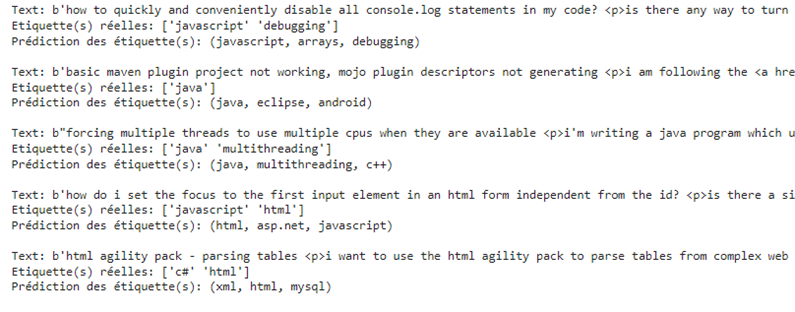 Text: b'how to quickly and conveniently disable all console.log statements in my code? <p>is there any way to turn
Etiquette(s) réelles: ['javascript' 'debugging']
Prédiction des étiquette(s): (javascript, arrays, debugging)
Text: b'basic maven plugin project not working, mojo plugin descriptors not generating <p>i am following the <a hre
Etiquette(s) réelles: ['java']
Prédiction des étiquette(s): (java, eclipse, android)
Text: b"forcing multiple threads to use multiple cpus when they are available <p>i'm writing a java program which u
Etiquette(s) réelles: ['java' 'multithreading']
Prédiction des étiquette(s): (java, multithreading, c++)
Text: b'how do i set the focus to the first input element in an html form independent from the id? <p>is there a si
Etiquette(s) réelles: ['javascript' 'html']
Prédiction des étiquette(s): (html, asp.net, javascript)
Text: b'html agility pack - parsing tables <p>i want to use the html agility pack to parse tables from complex web
Etiquette(s) réelles: ['c#' 'html']
Prédiction des étiquette(s): (xml, html, mysql)